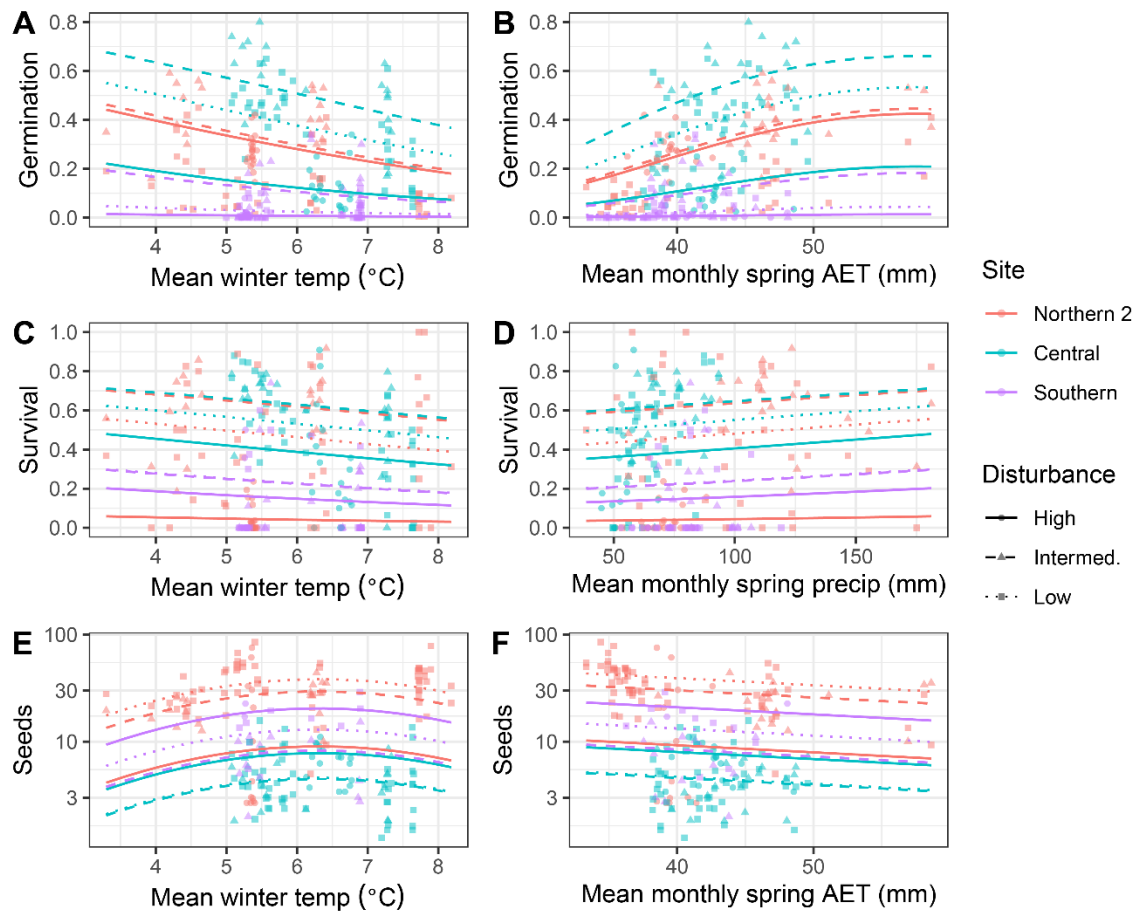 A
B
Germination
0.8
0.6
0.4
0.2
0.0
4 5 6 7 8
Mean winter temp (°C)
Germination
0.8
0.6
0.4
0.2
0.0
40 50
Mean monthly spring AET (mm)
C
D
Survival
1.0
0.8
0.6
0.4
0.2
0.0
4 5 6 7 8
Mean winter temp (°C)
Survival
1.0
0.8
0.6
0.4
0.2
0.0
50 100 150
Mean monthly spring precip (mm)
E
F
Seeds
100
30
10
3
4 5 6 7 8
Mean winter temp (°C)
Seeds
100
30
10
3
40 50
Mean monthly spring AET (mm)
Site
Northern 2
Central
Southern
Disturbance
High
Intermed.
Low